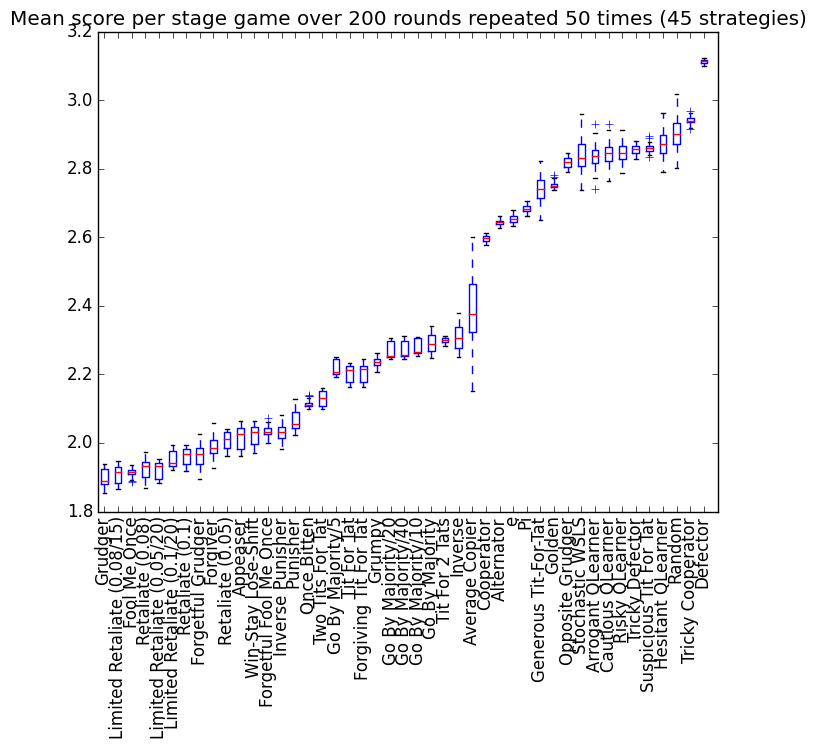 Mean score per stage game over 200 rounds repeated 50 times (45 strategies)
3.2
3.0
2.8
2.6
2.4
2.2
2.0
1.8
Grudger
Limited Retaliate (0.08/15)
Fool Me Once
Retaliate (0.08)
Limited Retaliate (0.05/20)
Limited Retaliate (0.1/20)
Retaliate (0.1)
Forgetful Grudger
Forgiver
Retaliate (0.05)
Appeaser
Win-Stay Lose-Shift
Forgetful Fool Me Once
Inverse Punisher
Punisher
Once Bitten
Two Tits For Tat
Go By Majority/5
Tit For Tat
Forgiving Tit For Tat
Grumpy
Go By Majority/20
Go By Majority/40
Go By Majority/10
Go By Majority
Tit For 2 Tats
Inverse
Average Copier
Cooperator
Alternator
e
Pi
Generous Tit-For-Tat
Golden
Opposite Grudger
Stochastic WSLS
Arrogant QLearner
Cautious QLearner
Risky QLearner
Tricky Defector
Suspicious Tit For Tat
Hesitant QLearner
Random
Tricky Cooperator
Defector